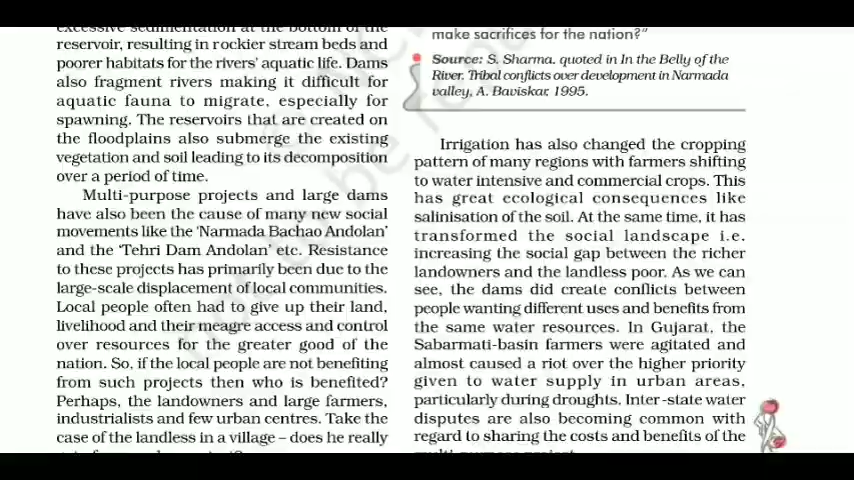 excessive sedimentation at the bottom of the
reservoir, resulting in rockier stream beds and
poorer habitats for the rivers' aquatic life. Dams
also fragment rivers making it difficult for
aquatic fauna to migrate, especially for
spawning. The reservoirs that are created on
the floodplains also submerge the existing
vegetation and soil leading to its decomposition
over a period of time.
Multi-purpose projects and large dams
have also been the cause of many new social
movements like the 'Narmada Bachao Andolan'
and the 'Tehri Dam Andolan' etc. Resistance
to these projects has primarily been due to the
large-scale displacement of local communities.
Local people often had to give up their land,
livelihood and their meagre access and control
over resources for the greater good of the
nation. So, if the local people are not benefiting
from such projects then who is benefited?
Perhaps, the landowners and large farmers,
industrialists and few urban centres. Take the
case of the landless in a village – does he really
make sacrifices for the nation?"
Source: S. Sharma, quoted in In the Belly of the
River. Tribal conflicts over development in Narmada
valley, A. Baviskar, 1995.
Irrigation has also changed the cropping
pattern of many regions with farmers shifting
to water intensive and commercial crops. This
has great ecological consequences like
salinisation of the soil. At the same time, it has
transformed the social landscape i.e.
increasing the social gap between the richer
landowners and the landless poor. As we can
see, the dams did create conflicts between
people wanting different uses and benefits from
the same water resources. In Gujarat, the
Sabarmati-basin farmers were agitated and
almost caused a riot over the higher priority
given to water supply in urban areas,
particularly during droughts. Inter-state water
disputes are also becoming common with
regard to sharing the costs and benefits of the